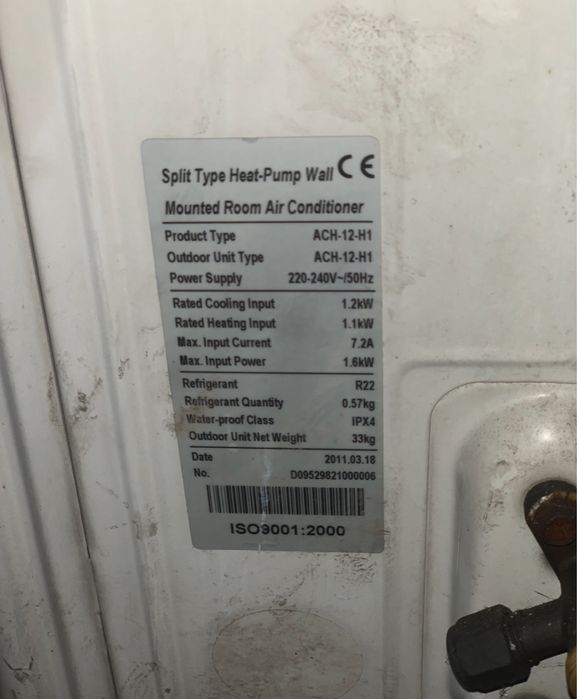 Split Type Heat-Pump Wall CE
Mounted Room Air Conditioner
Product Type ACH-12-H1
Outdoor Unit Type ACH-12-H1
Power Supply 220-240V~/50Hz
Rated Cooling Input 1.2kW
Rated Heating Input 1.1kW
Max. Input Current 7.2A
Max. Input Power 1.6kW
Refrigerant R22
Refrigerant Quantity 0.57kg
Water-proof Class IPX4
Outdoor Unit Net Weight 33kg
Date 2011.03.18
No. D09529821000006
ISO9001:2000